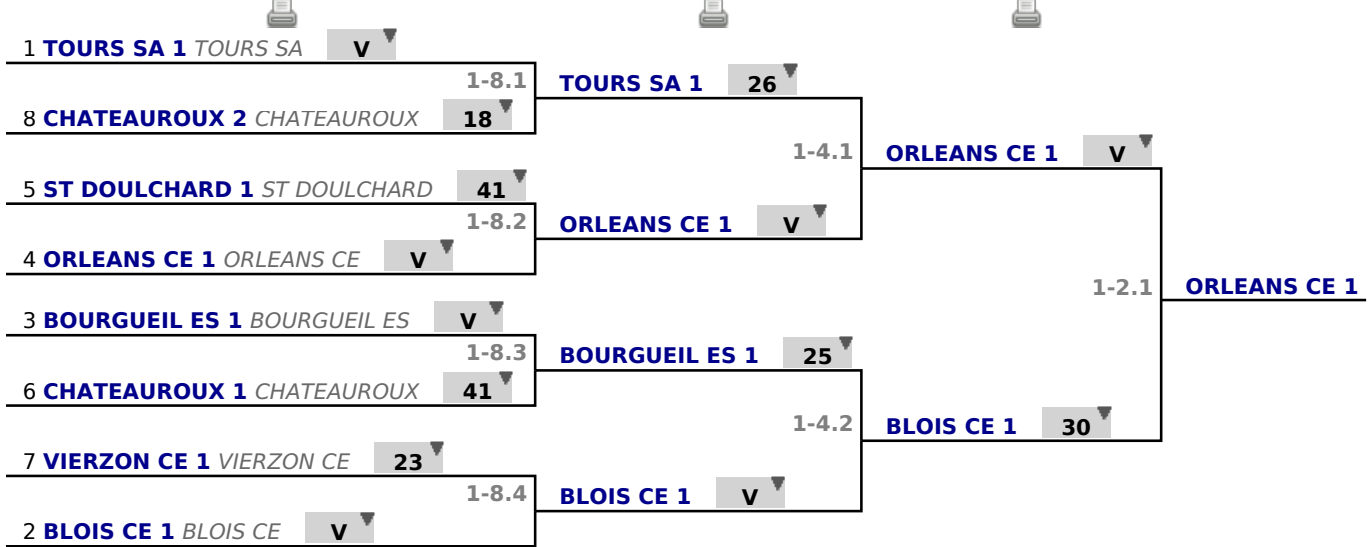 1 TOURS SA 1 TOURS SA V
1-8.1
TOURS SA 1 26
8 CHATEAUROUX 2 CHATEAUROUX 18
1-4.1
ORLEANS CE 1 V
5 ST DOULCHARD 1 ST DOULCHARD 41
1-8.2
ORLEANS CE 1 V
4 ORLEANS CE 1 ORLEANS CE V
1-2.1
ORLEANS CE 1
3 BOURGUEIL ES 1 BOURGUEIL ES V
1-8.3
BOURGUEIL ES 1 25
6 CHATEAUROUX 1 CHATEAUROUX 41
1-4.2
BLOIS CE 1 30
7 VIERZON CE 1 VIERZON CE 23
1-8.4
BLOIS CE 1 V
2 BLOIS CE 1 BLOIS CE V